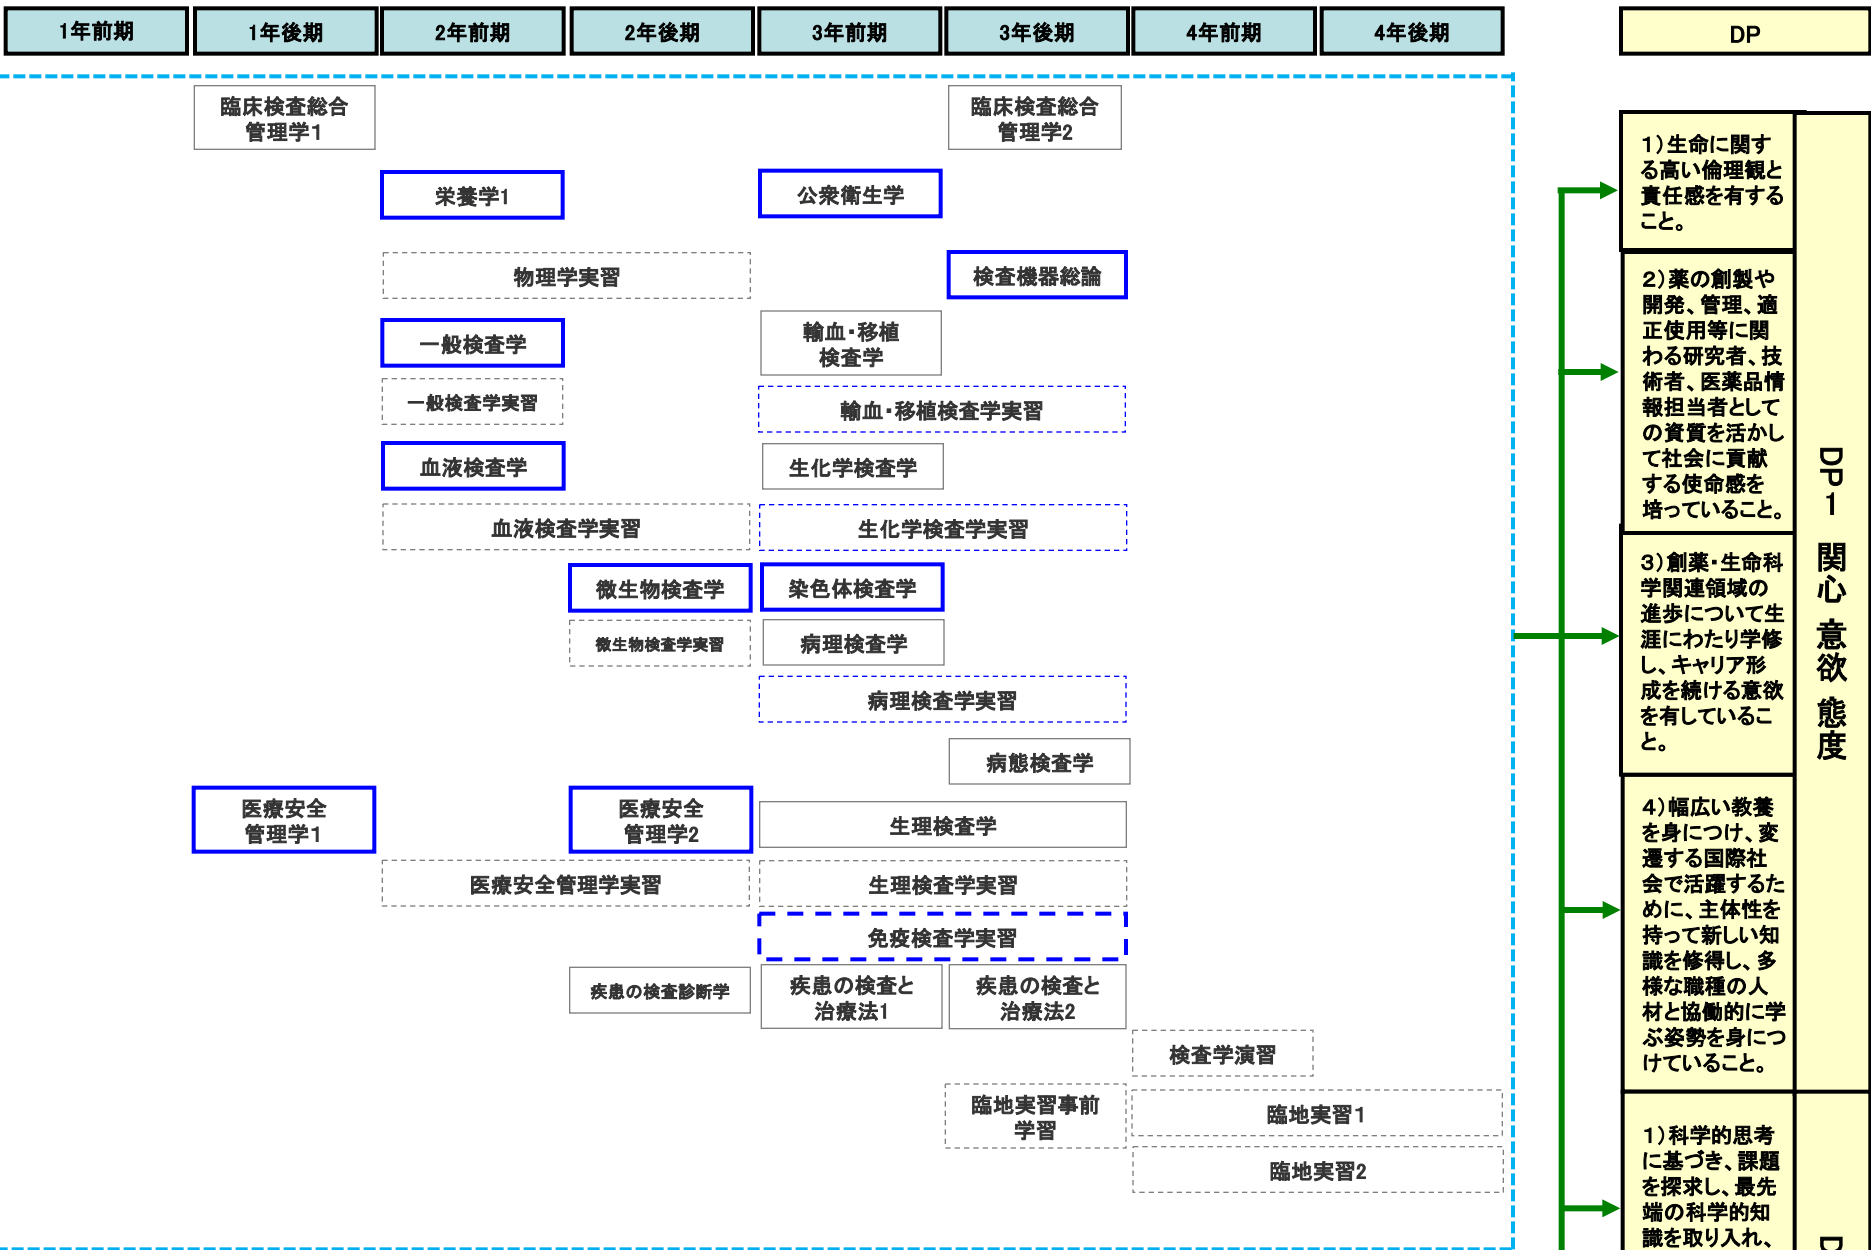 1年前期
1年後期
2年前期
2年後期
3年前期
3年後期
4年前期
4年後期
DP
臨床検査総合
管理学1
臨床検査総合
管理学2
栄養学1
公衆衛生学
物理学実習
検査機器総論
一般検査学
輸血・移植
検査学
一般検査学実習
輸血・移植検査学実習
血液検査学
生化学検査学
血液検査学実習
生化学検査学実習
微生物検査学
染色体検査学
微生物検査学実習
病理検査学
病理検査学実習
病態検査学
医療安全
管理学1
医療安全
管理学2
生理検査学
医療安全管理学実習
生理検査学実習
免疫検査学実習
疾患の検査診断学
疾患の検査と
治療法1
疾患の検査と
治療法2
検査学演習
臨地実習事前
学習
臨地実習1
臨地実習2
1)生命に関す
る高い倫理観と
責任感を有する
こと。
2)薬の創製や
開発、管理、適
正使用等に関
わる研究者、技
術者、医薬品情
報担当者として
の資質を活かし
て社会に貢献
する使命感を
培っていること。
3)創薬・生命科
学関連領域の
進歩について生
涯にわたり学修
し、キャリア形
成を続ける意欲
を有しているこ
と。
4)幅広い教養
を身につけ、変
遷する国際社
会で活躍するた
めに、主体性を
持って新しい知
識を修得し、多
様な職種の人
材と協働的に学
ぶ姿勢を身につ
けていること。
DP1 関心 意欲 態度
1)科学的思考
に基づき、課題
を探求し、最先
端の科学的知
識を取り入れ、
D